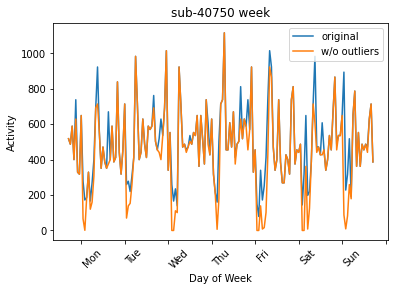 sub-40750 week
original
w/o outliers
Activity
1000
800
600
400
200
0
Mon
Tue
Wed
Thu
Fri
Sat
Sun
Day of Week